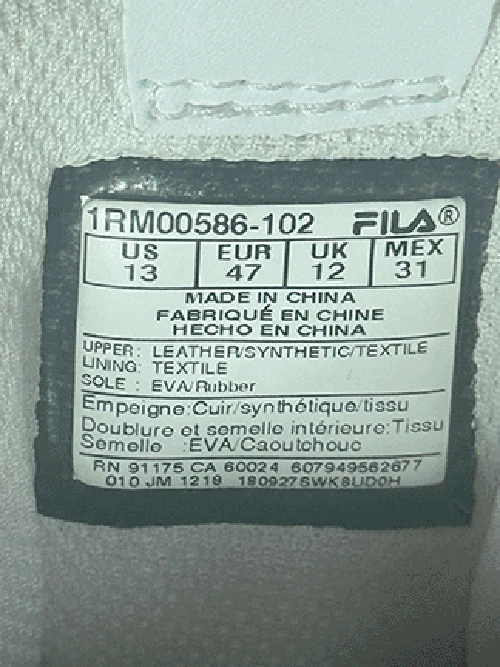 1RM00586-102 FILA®
US EUR UK MEX
13 47 12 31
MADE IN CHINA
FABRIQUÉ EN CHINE
HECHO EN CHINA
UPPER: LEATHER/SYNTHETIC/TEXTILE
LINING: TEXTILE
SOLE : EVA/Rubber
Empeigne:Cuir/synthétique/tissu
Doublure et semelle intérieure:Tissu
Semelle :EVA/Caoutchouc
RN 91175 CA 60024 607949562677
010 JM 1218 180927SWK8UD0H